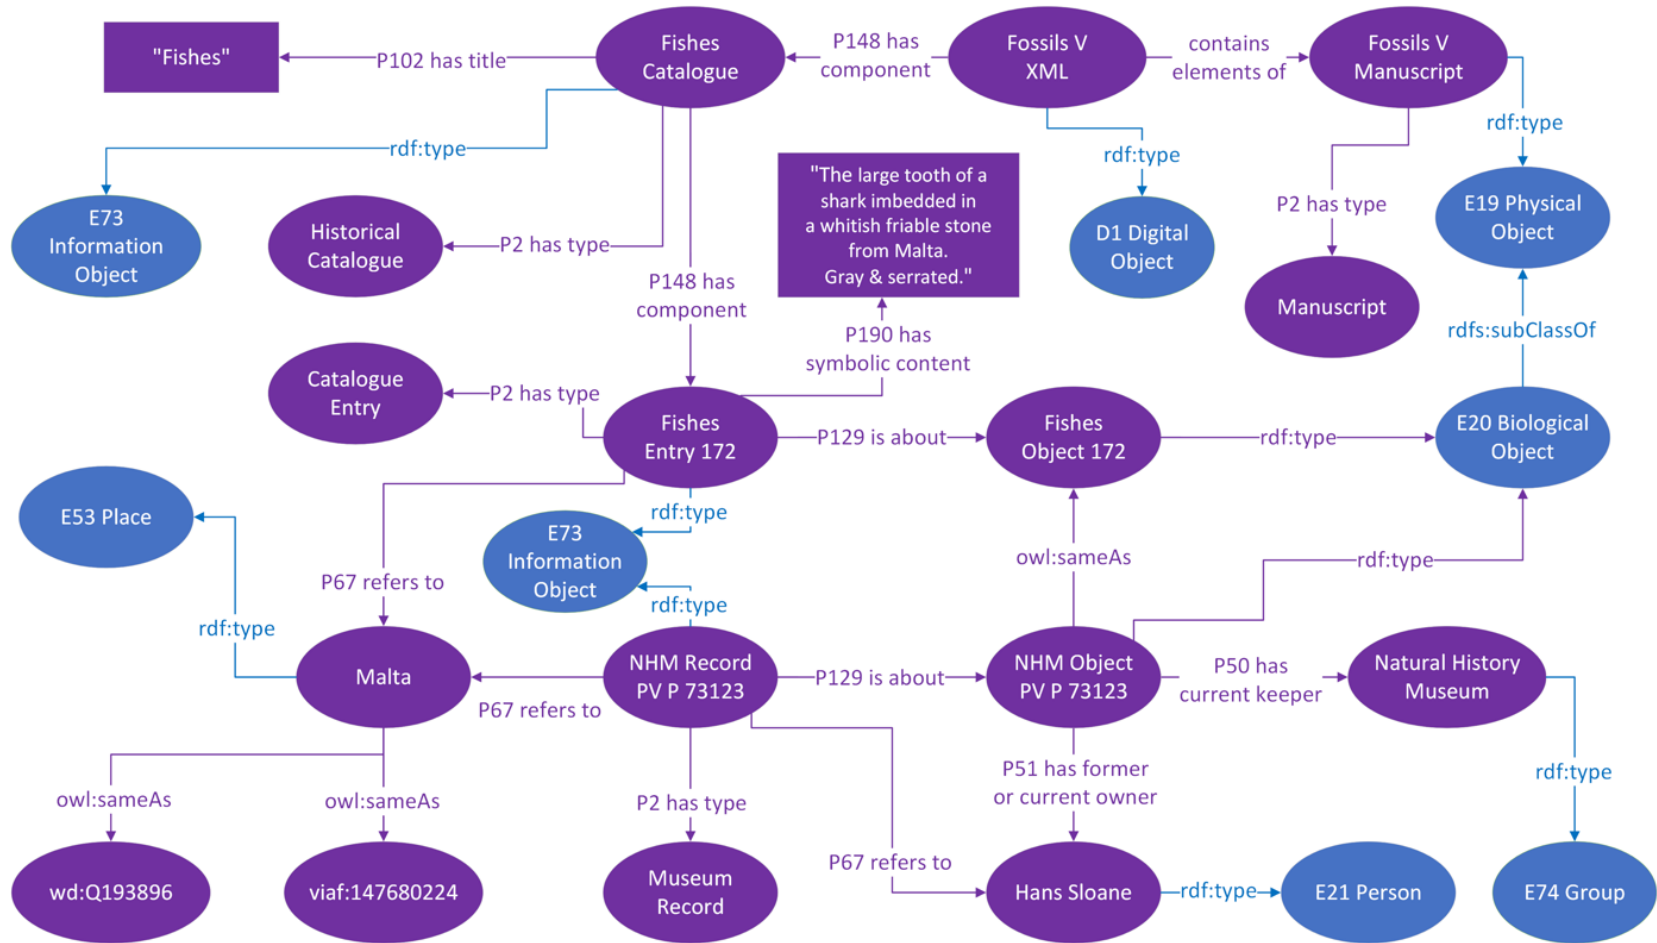 "Fishes"
P102 has title
Fishes
Catalogue
P148 has
component
Fossils V
XML
contains
elements of
Fossils V
Manuscript
rdf:type
rdf:type
rdf:type
E73
Information
Object
Historical
Catalogue
P2 has type
"The large tooth of a
shark imbedded in
a whitish friable stone
from Malta.
Gray & serrated."
D1 Digital
Object
P2 has type
E19 Physical
Object
Manuscript
P148 has
component
P190 has
symbolic content
rdfs:subClassOf
Catalogue
Entry
P2 has type
Fishes
Entry 172
P129 is about
Fishes
Object 172
rdf:type
E20 Biological
Object
E53 Place
rdf:type
E73
Information
Object
owl:sameAs
rdf:type
P67 refers to
rdf:type
rdf:type
Malta
P67 refers to
NHM Record
PV P 73123
P129 is about
NHM Object
PV P 73123
P50 has
current keeper
Natural History
Museum
owl:sameAs
owl:sameAs
P2 has type
P51 has former
or current owner
rdf:type
P67 refers to
wd:Q193896
viaf:147680224
Museum
Record
Hans Sloane
rdf:type
E21 Person
E74 Group